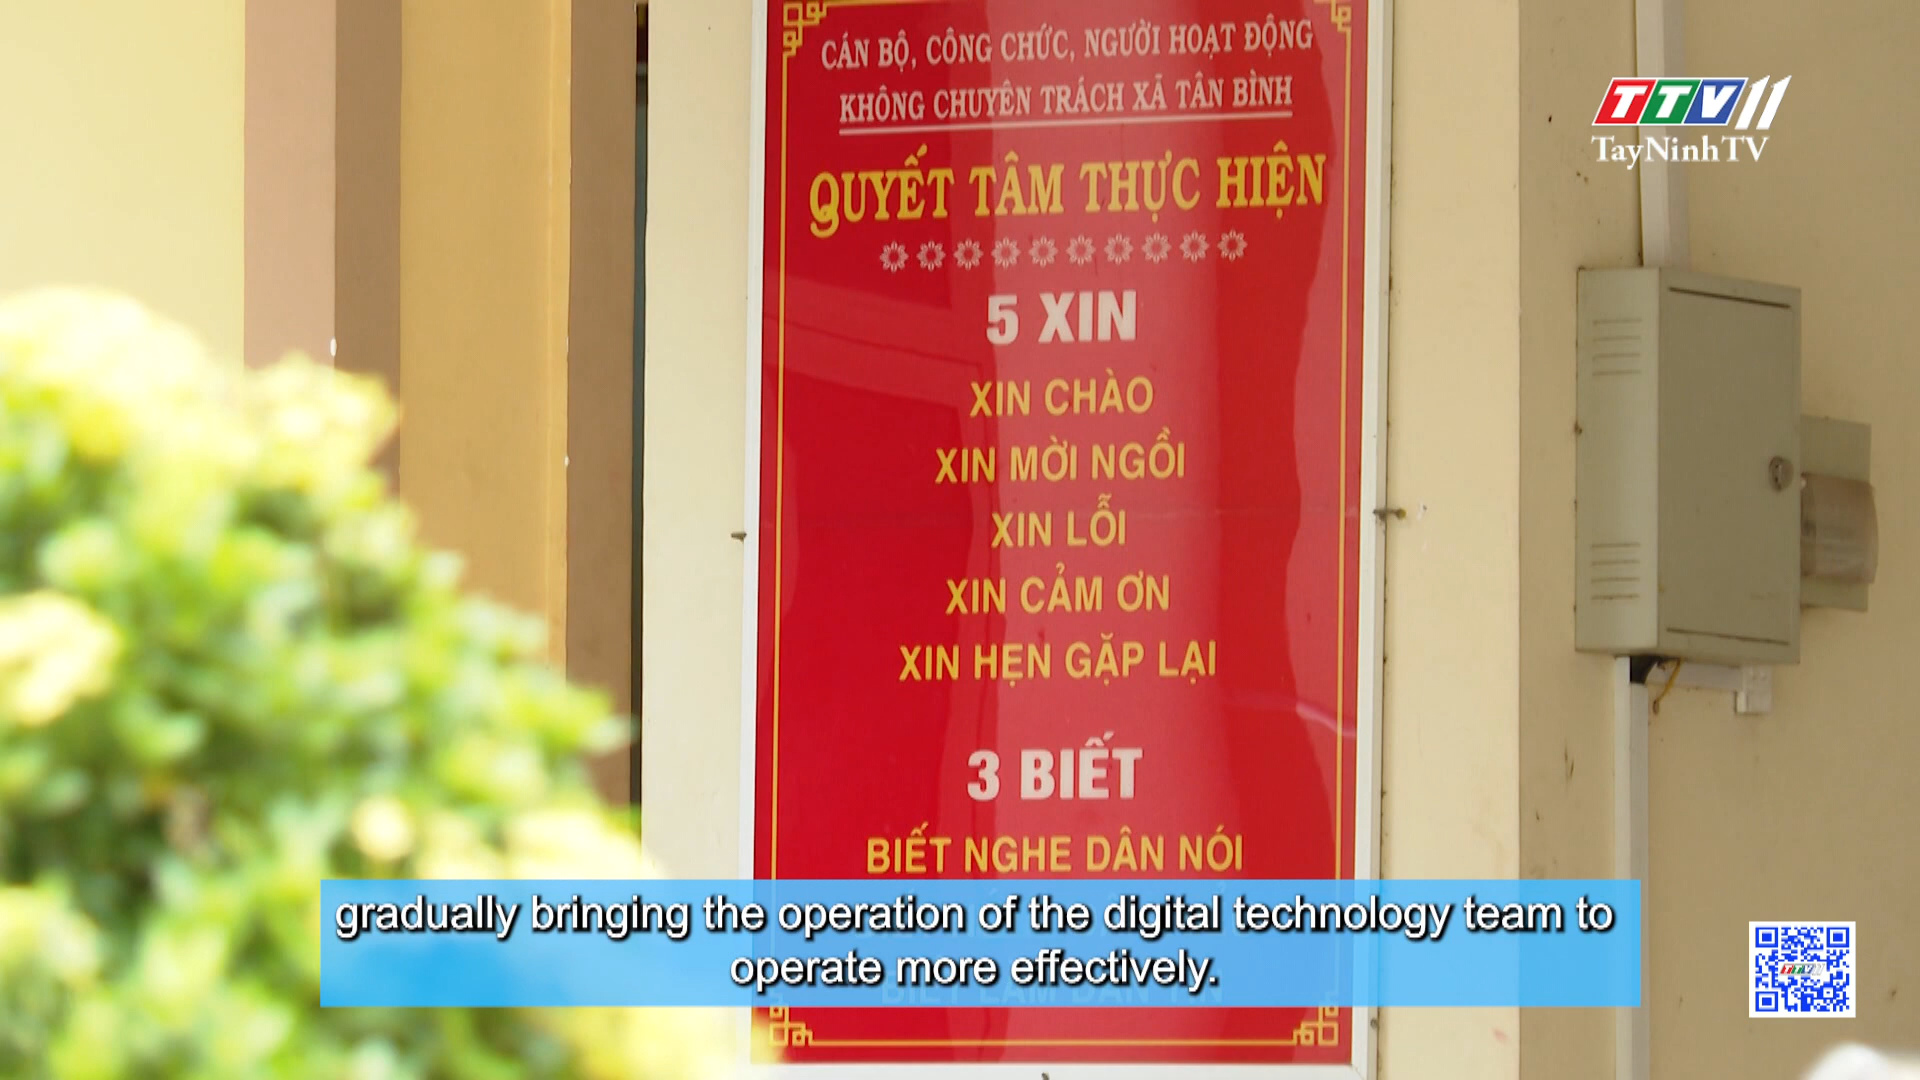 CÁN BỘ, CÔNG CHỨC, NGƯỜI HOẠT ĐỘNG
KHÔNG CHUYÊN TRÁCH XÃ TÂN BÌNH
QUYẾT TÂM THỰC HIỆN
5 XIN
XIN CHÀO
XIN MỜI NGỒI
XIN LỖI
XIN CẢM ƠN
XIN HẸN GẶP LẠI
3 BIẾT
BIẾT NGHE DÂN NÓI
TTV11
TayNinhTV
gradually bringing the operation of the digital technology team to
operate more effectively.
TTV11